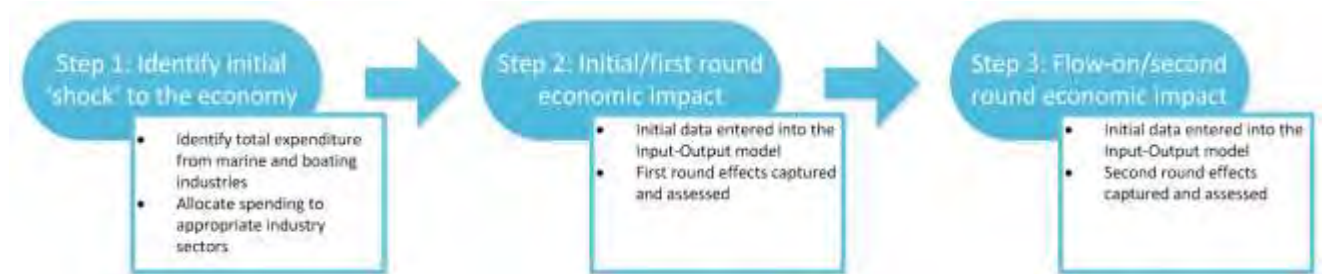 Step 1: Identify initial
'shock' to the economy
• Identify total expenditure
from marine and boating
industries
• Allocate spending to
appropriate industry
sectors
Step 2: Initial/first round
economic impact
• Initial data entered into the
Input-Output model
• First round effects captured
and assessed
Step 3: Flow-on/second
round economic impact
• Initial data entered into the
Input-Output model
• Second round effects
captured and assessed